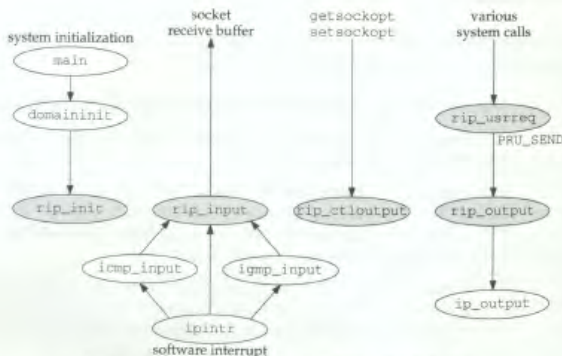 system initialization
main
domaininit
rip_init
socket
receive buffer
rip_input
icmp_input
igmp_input
ipintr
software interrupt
getsockopt
setsockopt
rip_ctloutput
various
system calls
rip_usrreq
PRU_SEND
rip_output
ip_output